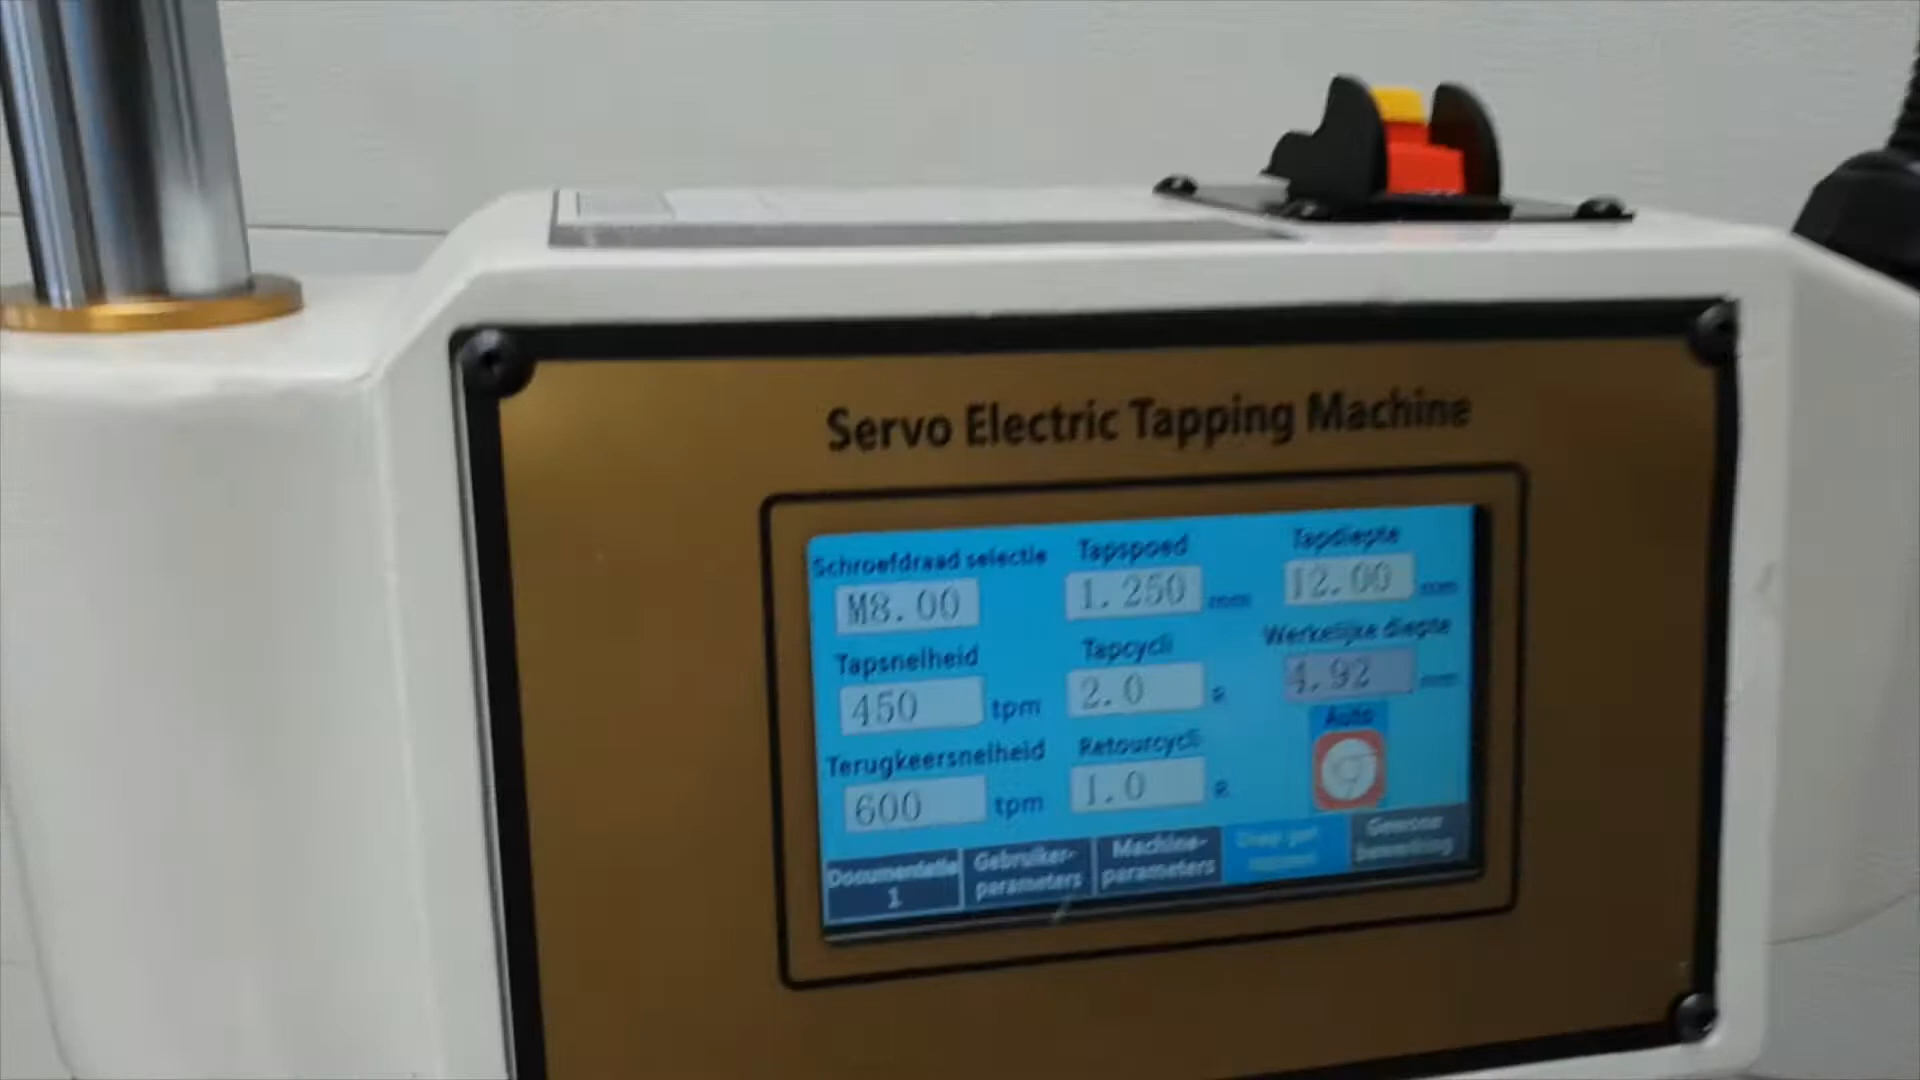 Servo Electric Tapping Machine
Schroefdraad selectie
M8.00
Tapspoed
1.250 mm
Tapdiepte
12.00 mm
Tapsnelheid
450 tpm
Tapcycli
2.0 R
Werkelijke diepte
4.92 mm
Terugkeersnelheid
600 tpm
Retourcycli
1.0 R
Auto
Documentatie
1
Gebruiker-
parameters
Machine-
parameters
Gewone
bewerking